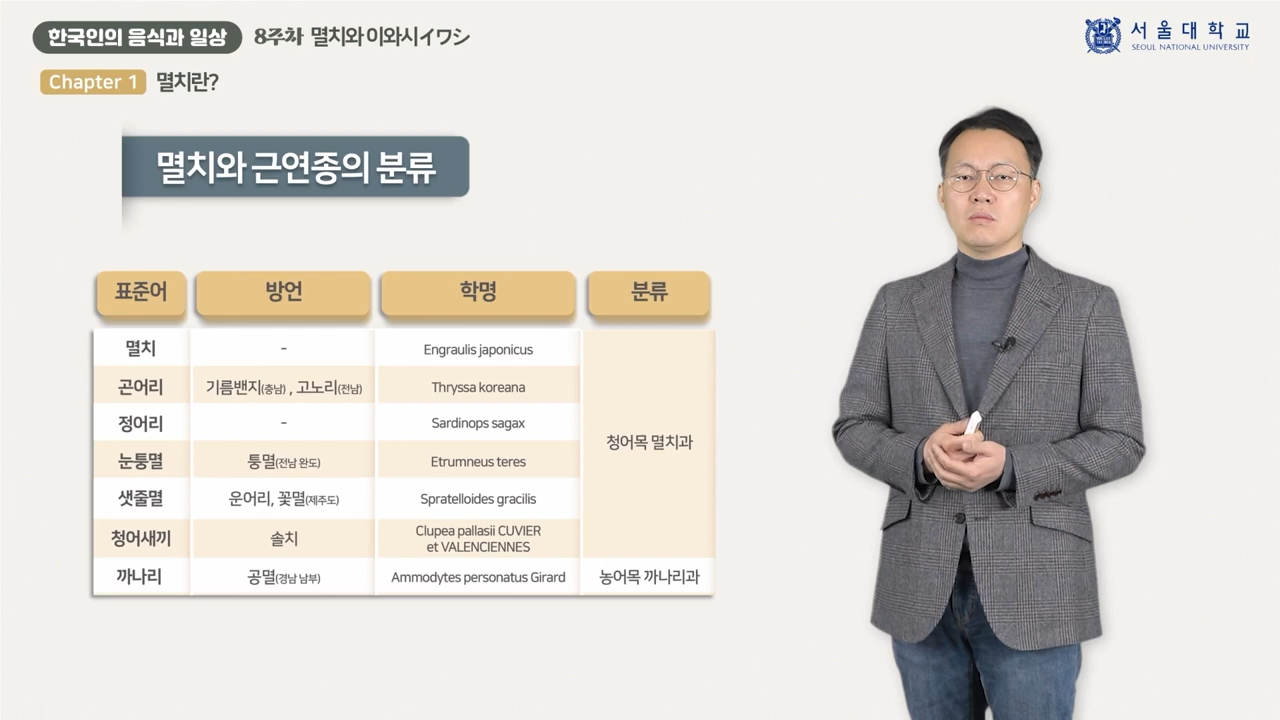 한국인의 음식과 일상 8주차 멸치와 이와시イワシ
서울대학교
SEOUL NATIONAL UNIVERSITY
Chapter 1 멸치란?
멸치와 근연종의 분류
표준어 방언 학명 분류
멸치 - Engraulis japonicus
곤어리 기름밴지(충남) , 고노리(전남) Thryssa koreana
정어리 - Sardinops sagax
청어목 멸치과
눈퉁멸 퉁멸(전남 완도) Etrumneus teres
샛줄멸 운어리, 꽃멸(제주도) Spratelloides gracilis
청어새끼 솔치 Clupea pallasii CUVIER
et VALENCIENNES
까나리 공멸(경남 남부) Ammodytes personatus Girard 농어목 까나리과